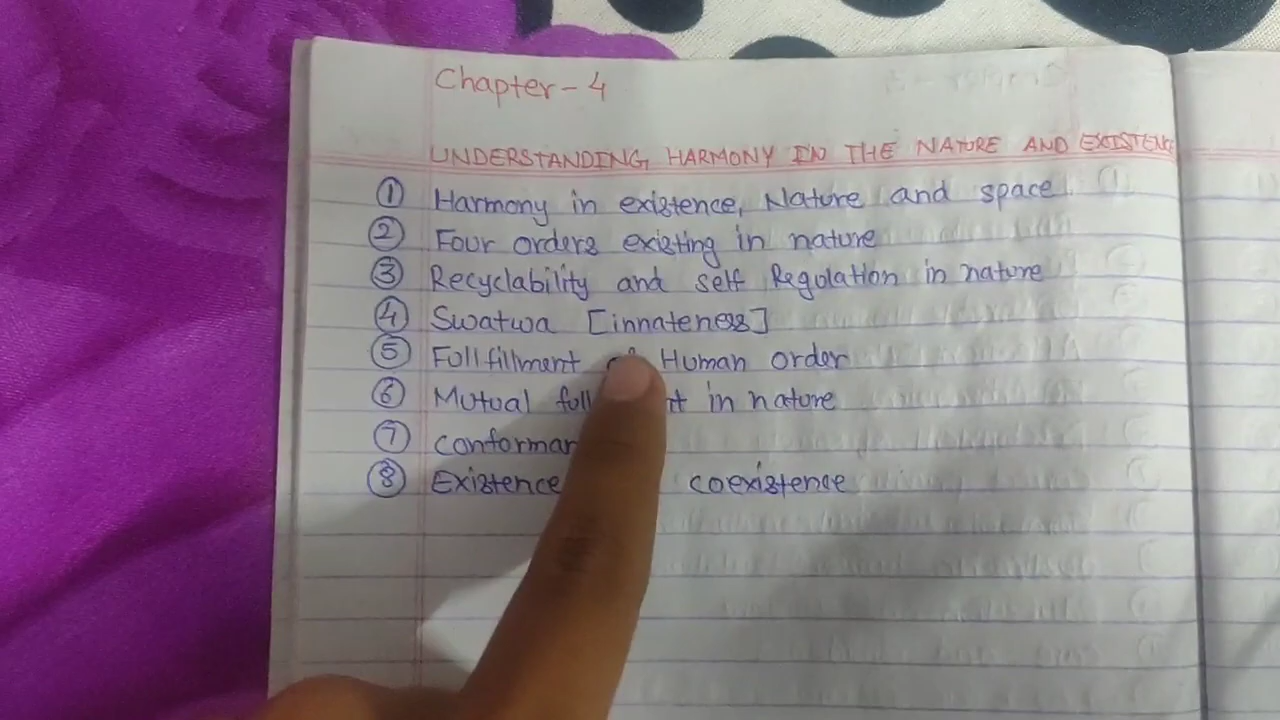 Chapter - 4
UNDERSTANDING HARMONY IN THE NATURE AND EXISTENC
① Harmony in existence, Nature and space
② Four orders existing in nature
③ Recyclability and self Regulation in nature
④ Swatwa [innateness]
⑤ Fullfillment of Human order
⑥ Mutual in nature
⑦
⑧ Existence coexistence